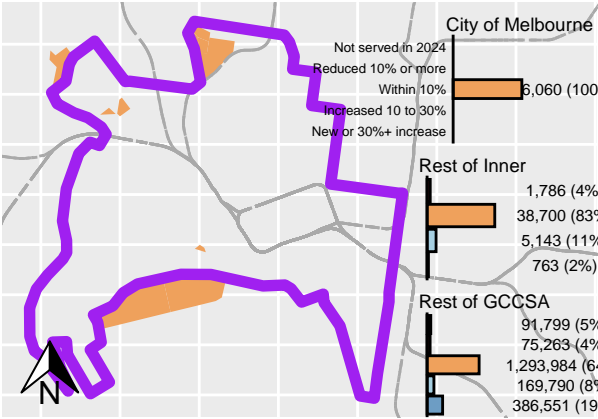 City of Melbourne
Not served in 2024
Reduced 10% or more
Within 10%
6,060 (100
Increased 10 to 30%
New or 30%+ increase
Rest of Inner
1,786 (4%
38,700 (83%
5,143 (11%
763 (2%)
Rest of GCCSA
91,799 (5%
75,263 (4%
1,293,984 (64
169,790 (8%
386,551 (19
N